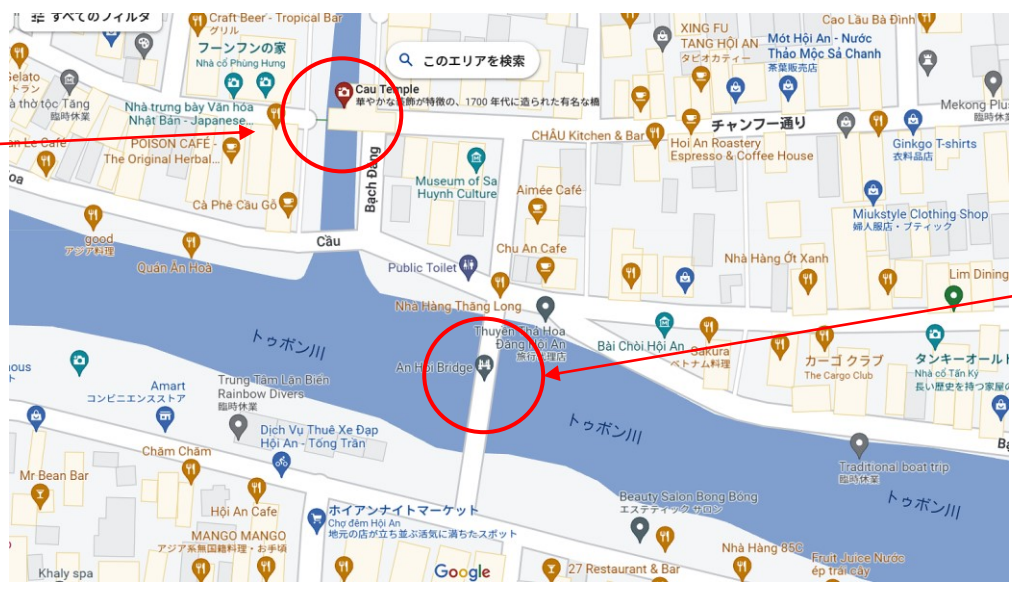 すべてのフィルタ
Craft Beer - Tropical Bar
グリル
フーンフンの家
Nhà cổ Phùng Hưng
このエリアを検索
XING FU
TANG HỘI AN
タピオカティー
Cao Lầu Bà Đình
Mót Hội An - Nước
Thảo Mộc Sả Chanh
茶葉販売店
Gelato
トラン
à thờ tộc Tăng
臨時休業
Nhà trưng bày Văn hóa
Nhật Bản - Japanese...
Cau Temple
華やかな装飾が特徴の、1700 年代に造られた有名な橋
Mekong Plus
臨時休業
an Le Café
POISON CAFÉ -
The Original Herbal...
CHÂU Kitchen & Bar
チャンフー通り
Hoi An Roastery
Espresso & Coffee House
Ginkgo T-shirts
衣料品店
oa
Bạch Đằng
Museum of Sa
Huynh Culture
Aimée Café
Cà Phê Cầu Gỗ
Miukstyle Clothing Shop
婦人服店・ブティック
good
アジア料理
Cầu
Chu An Cafe
Quán Ăn Hoà
Public Toilet
Nhà Hàng Ớt Xanh
Lim Dining
Nhà Hàng Thăng Long
トゥボン川
Thuyền Thả Hoa
Đăng Hội An
旅行代理店
Bài Chòi Hội An
Sakura
ベトナム料理
カーゴ クラブ
The Cargo Club
タンキーオールド
Nhà cổ Tấn Ký
長い歴史を持つ家屋の
An Hoi Bridge
nous
ト
Amart
コンビニエンスストア
Trung Tâm Lặn Biển
Rainbow Divers
臨時休業
Dịch Vụ Thuê Xe Đạp
Hội An - Tống Trân
トゥボン川
Chăm Chăm
Traditional boat trip
臨時休業
Mr Bean Bar
Hội An Cafe
ホイアンナイトマーケット
Chợ đêm Hội An
地元の店が立ち並ぶ活気に満ちたスポット
Beauty Salon Bong Bóng
エステティック サロン
トゥボン川
MANGO MANGO
アジア系無国籍料理・お手頃
Nhà Hàng 85C
Fruit Juice Nước
ép trái cây
Khaly spa
Google
27 Restaurant & Bar